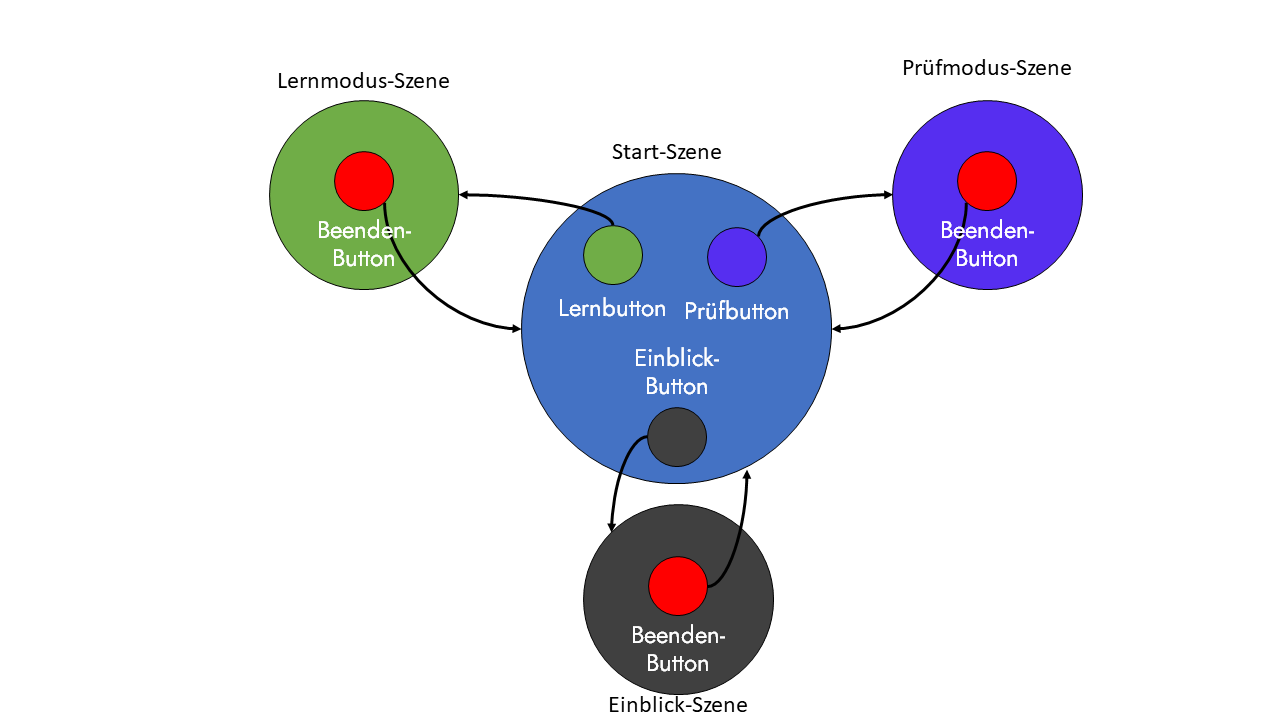 Prüfmodus-Szene
Lernmodus-Szene
Start-Szene
Beenden-
Button
Beenden-
Button
Lernbutton
Prüfbutton
Einblick-
Button
Beenden-
Button
Einblick-Szene